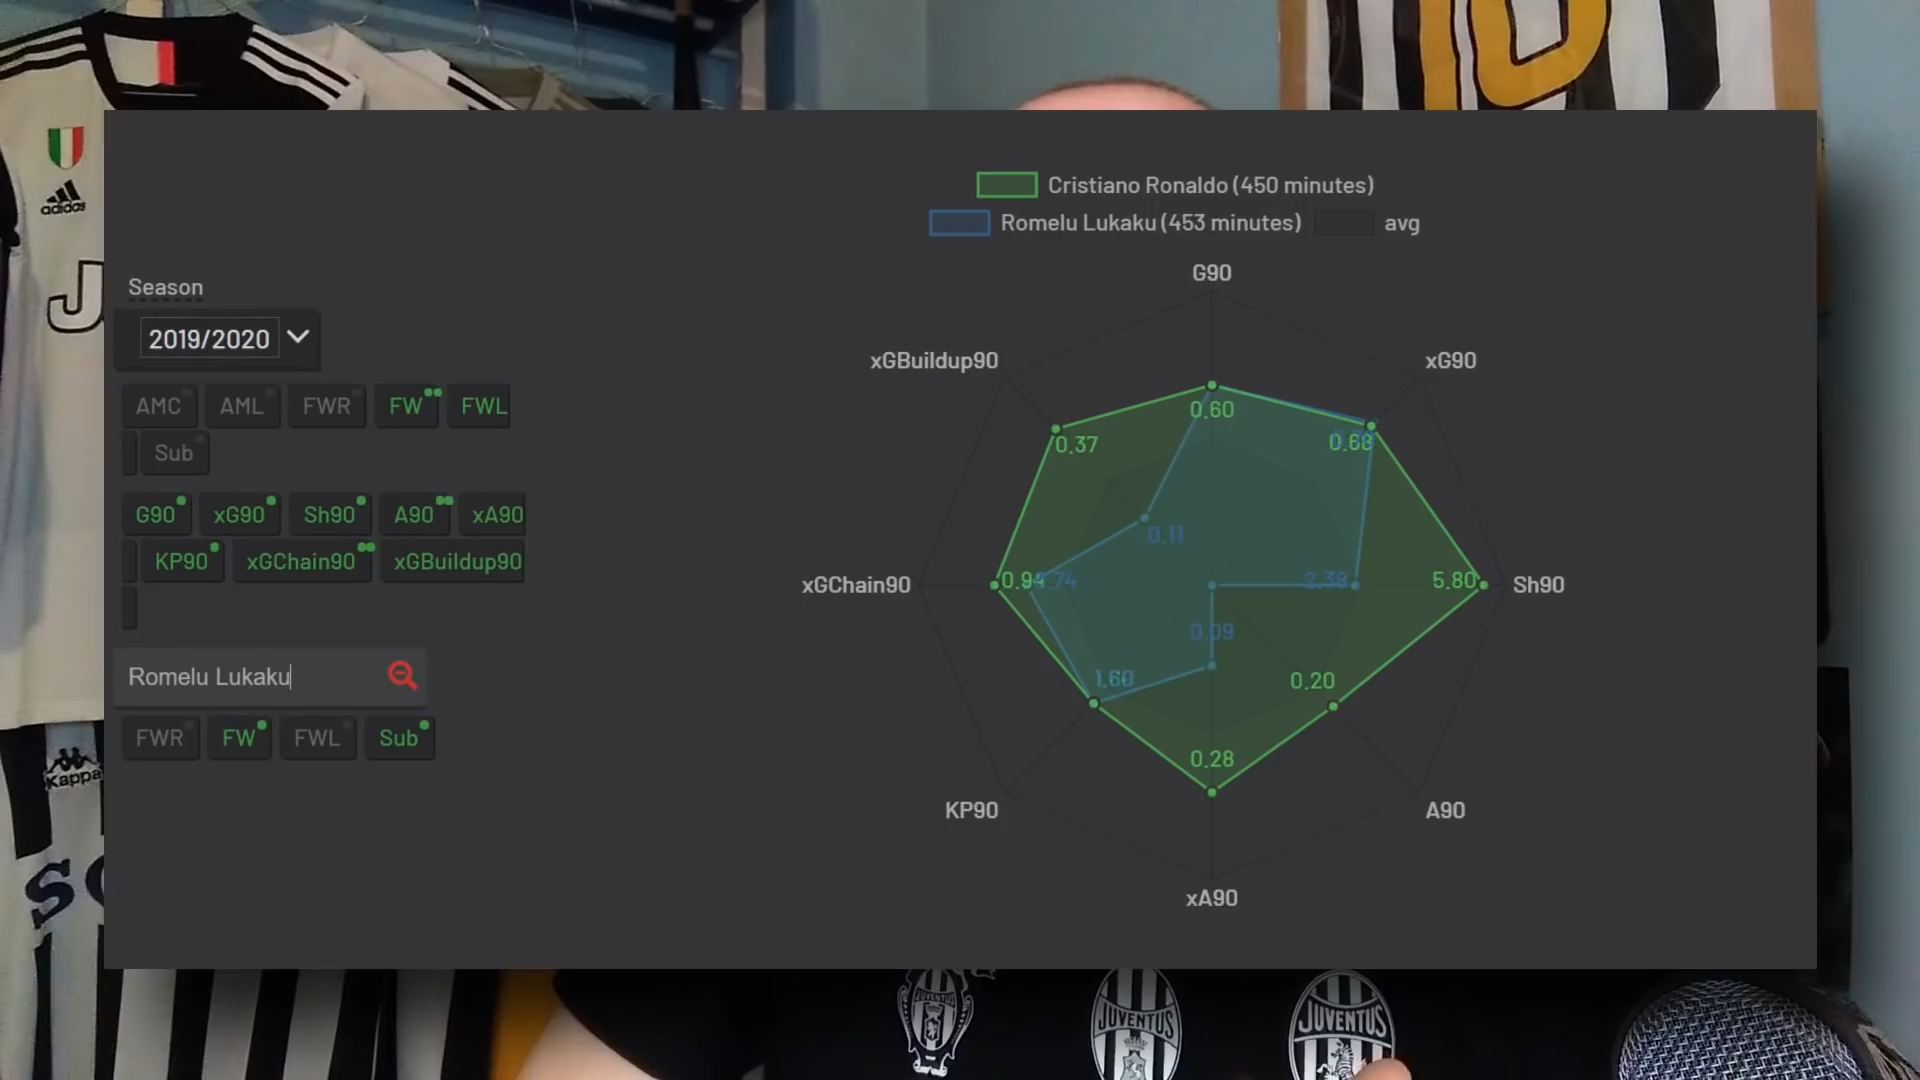 adidas
J
Kappa
Cristiano Ronaldo (450 minutes)
Romelu Lukaku (453 minutes)
avg
Season
2019/2020
AMC
AML
FWR
FW
FWL
Sub
G90
xG90
Sh90
A90
xA90
KP90
xGChain90
xGBuildup90
Romelu Lukaku
FWR
FW
FWL
Sub
G90
xGBuildup90
xG90
0.60
0.37
0.68
0.11
xGChain90
0.94
2.38
5.80
Sh90
0.09
1.60
0.20
0.28
KP90
A90
xA90
JUVENTUS
JUVENTUS
JUVENTUS